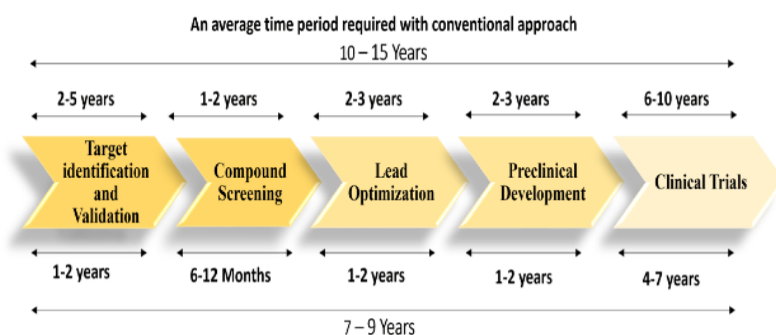 An average time period required with conventional approach
10 – 15 Years
2-5 years
1-2 years
2-3 years
2-3 years
6-10 years
Target
identification
and
Validation
Compound
Screening
Lead
Optimization
Preclinical
Development
Clinical Trials
1-2 years
6-12 Months
1-2 years
1-2 years
4-7 years
7 – 9 Years